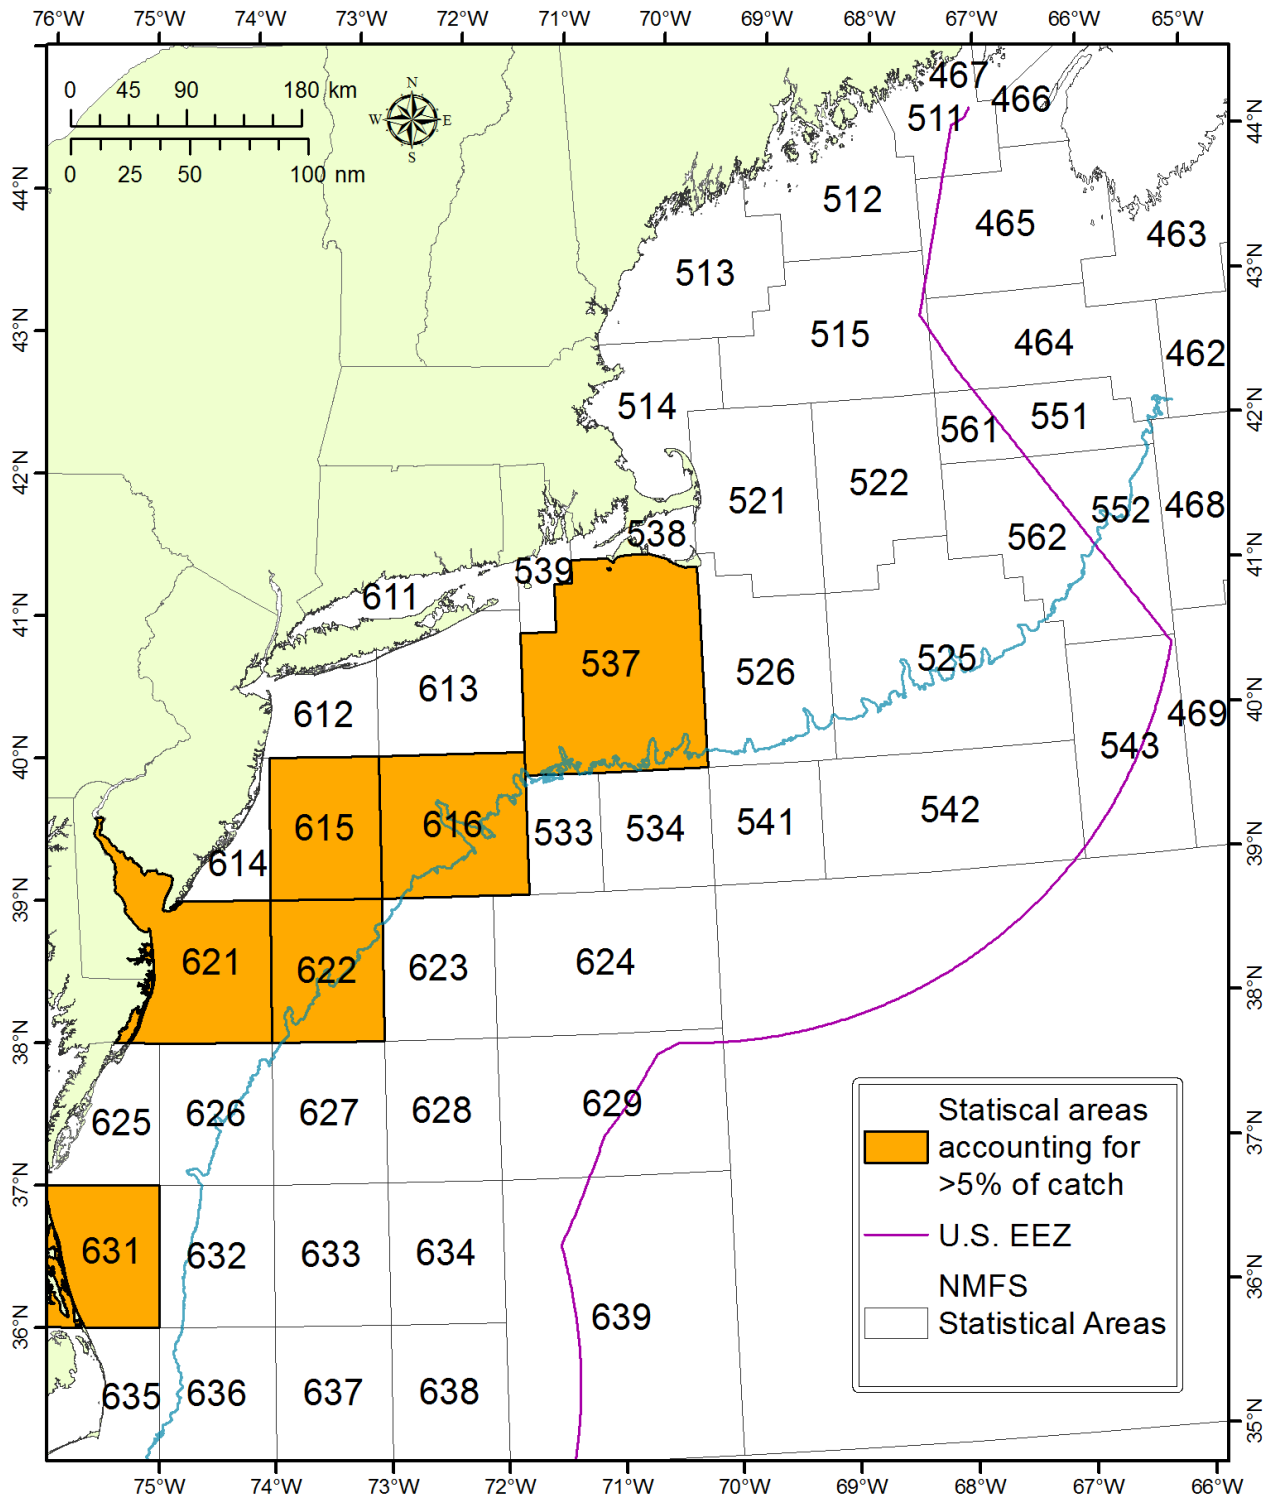 76°W 74°W 73°W 72°W 71°W 70°W 69°W 68°W 67°W 66°W 65°W
0 45 90 180 km
0 25 50 100 nm
N
W E
S
467
466
511
512
465
463
513
515
464
462
514
551
561
522
521
468
552
538
562
539
611
537
525
526
613
612
469
543
542
541
615
616
534
533
614
621
622
623
624
629
628
627
626
625
631
632
633
634
639
635
636
637
638
44°N
43°N
42°N
41°N
40°N
39°N
38°N
37°N
36°N
44°N
43°N
42°N
41°N
40°N
39°N
38°N
37°N
36°N
35°N
Statiscal areas
accounting for
>5% of catch
U.S. EEZ
NMFS
Statistical Areas
75°W 74°W 73°W 72°W 71°W 70°W 69°W 68°W 67°W 66°W